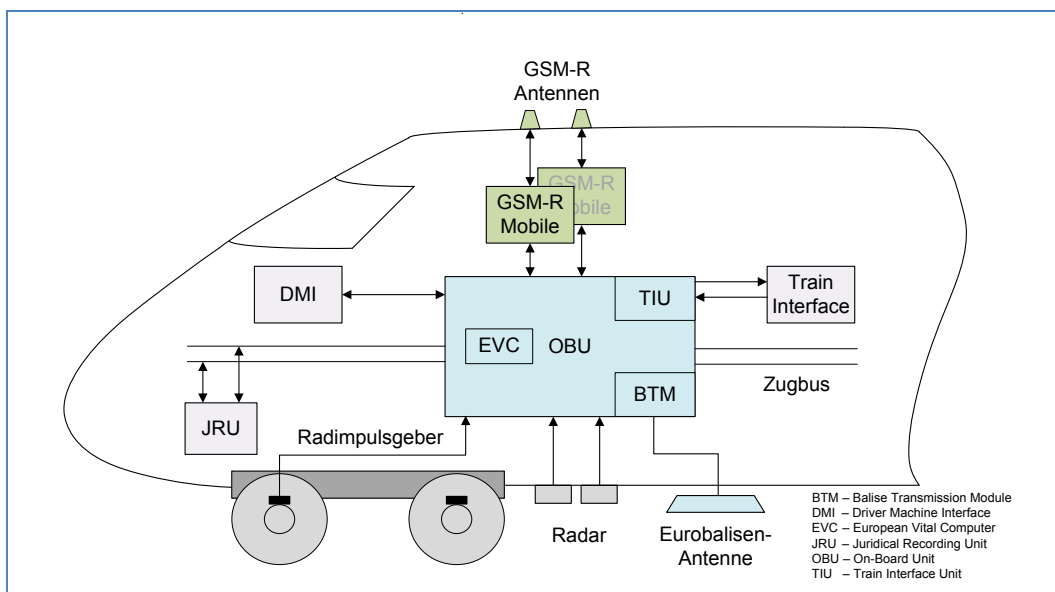 GSM-R
Antennen
GSM-R
Mobile
GSM-R
Mobile
DMI
TIU
Train
Interface
EVC
OBU
BTM
Zugbus
JRU
Radimpulsgeber
Radar
Eurobalisen-
Antenne
BTM – Balise Transmission Module
DMI – Driver Machine Interface
EVC – European Vital Computer
JRU – Juridical Recording Unit
OBU – On-Board Unit
TIU – Train Interface Unit